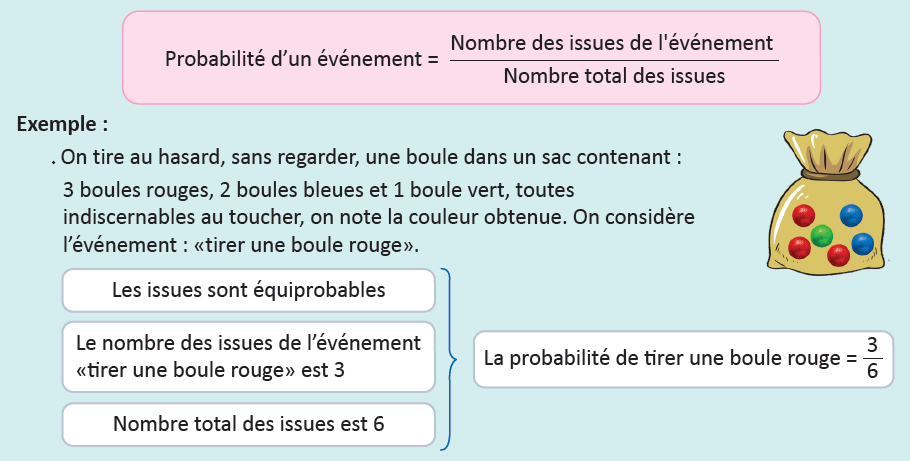 Probabilité d’un événement = Nombre des issues de l'événement / Nombre total des issues
Exemple :
. On tire au hasard, sans regarder, une boule dans un sac contenant :
3 boules rouges, 2 boules bleues et 1 boule vert, toutes
indiscernables au toucher, on note la couleur obtenue. On considère
l’événement : «tirer une boule rouge».
Les issues sont équiprobables
Le nombre des issues de l’événement
«tirer une boule rouge» est 3
Nombre total des issues est 6
La probabilité de tirer une boule rouge = 3/6